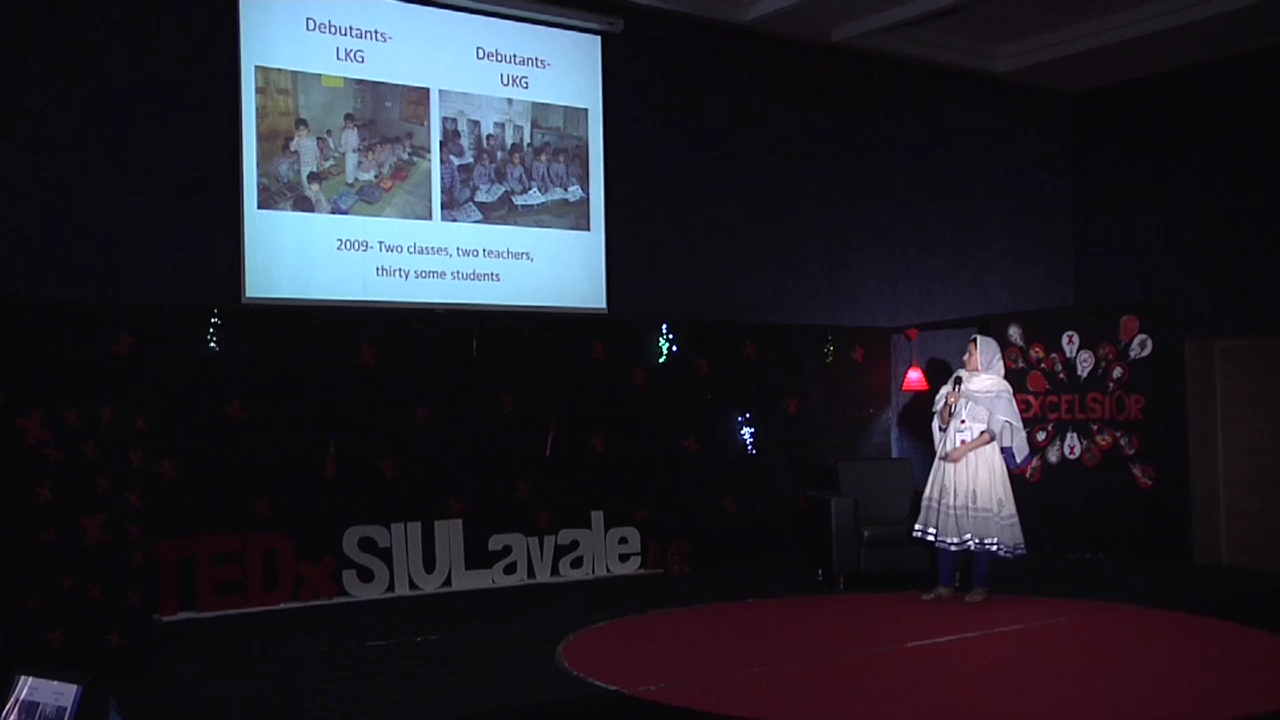 Debutants-
LKG
Debutants-
UKG
2009- Two classes, two teachers,
thirty some students
EXCELSIOR
TEDx SIULavale